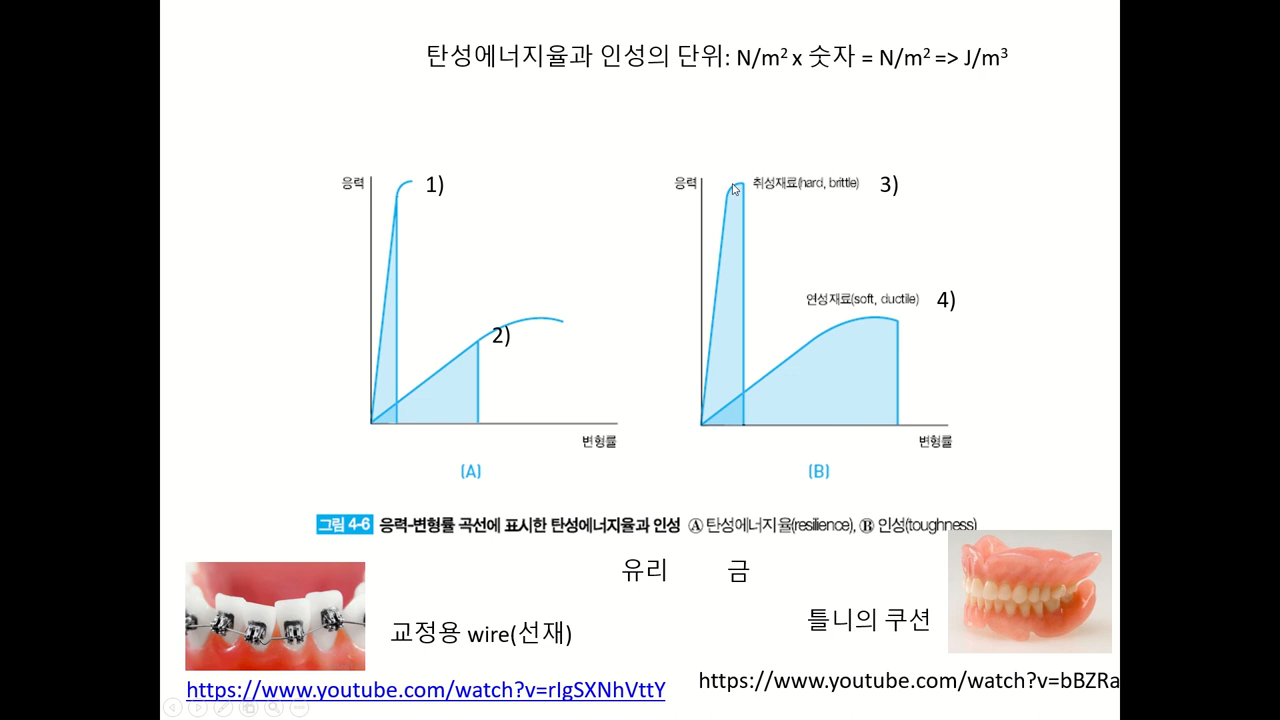 탄성에너지율과 인성의 단위: N/m² x 숫자 = N/m² => J/m³
응력
1)
2)
변형률
(A)
응력
취성재료(hard, brittle)
3)
연성재료(soft, ductile)
4)
변형률
(B)
그림 4-6 응력-변형률 곡선에 표시한 탄성에너지율과 인성 Ⓐ 탄성에너지율(resilience), Ⓑ 인성(toughness)
유리 금
교정용 wire(선재)
틀니의 쿠션
https://www.youtube.com/watch?v=rIgSXNhVttY
https://www.youtube.com/watch?v=bBZRa